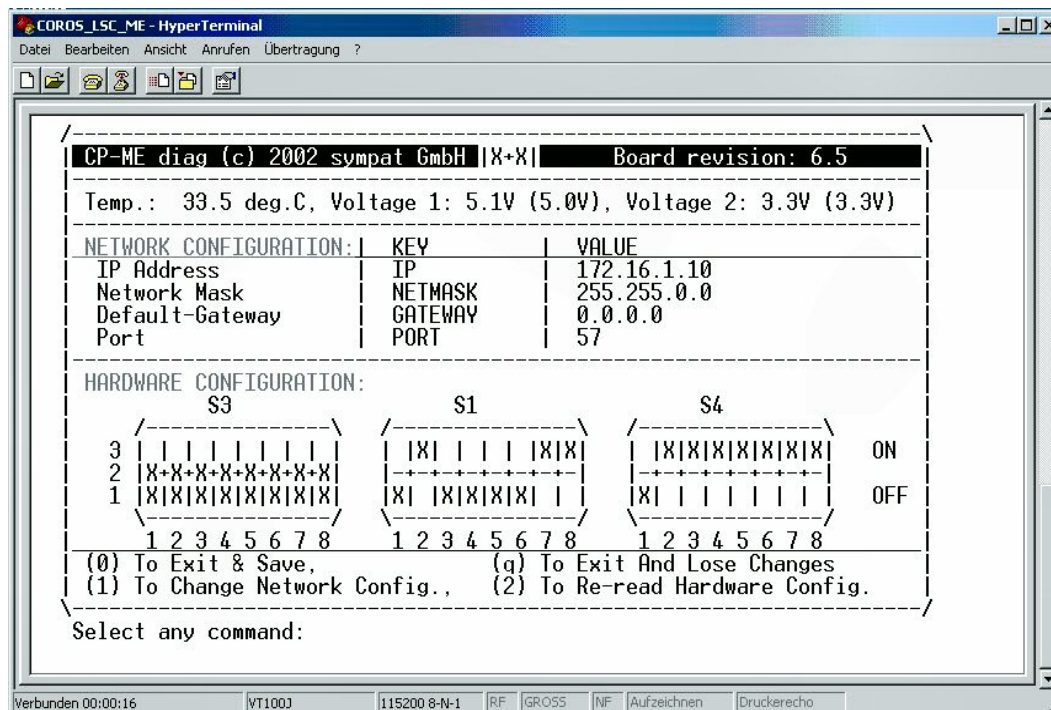 COROS_LSC_ME - HyperTerminal
Datei Bearbeiten Ansicht Anrufen Übertragung ?
/-----------------------------------------------------\
| CP-ME diag (c) 2002 sympat GmbH |X+X| Board revision: 6.5 |
Temp.: 33.5 deg.C, Voltage 1: 5.1V (5.0V), Voltage 2: 3.3V (3.3V)
NETWORK CONFIGURATION:| KEY | VALUE
IP Address | IP | 172.16.1.10
Network Mask | NETMASK | 255.255.0.0
Default-Gateway | GATEWAY | 0.0.0.0
Port | PORT | 57
HARDWARE CONFIGURATION:
S3 S1 S4
/---------------\ /---------------\ /---------------\
3 | | | | | | | | | | |X| | | | |X|X| | |X|X|X|X|X|X|X| ON
2 |X+X+X+X+X+X+X+X| |-+-+-+-+-+-+-+-| |-+-+-+-+-+-+-+-|
1 |X|X|X|X|X|X|X|X| |X| |X|X|X|X| | | |X| | | | | | | | OFF
\---------------/ \---------------/ \---------------/
1 2 3 4 5 6 7 8 1 2 3 4 5 6 7 8 1 2 3 4 5 6 7 8
(0) To Exit & Save, (q) To Exit And Lose Changes
(1) To Change Network Config., (2) To Re-read Hardware Config.
\-----------------------------------------------------/
Select any command:
Verbunden 00:00:16 VT100J 115200 8-N-1 RF GROSS NF Aufzeichnen Druckerecho